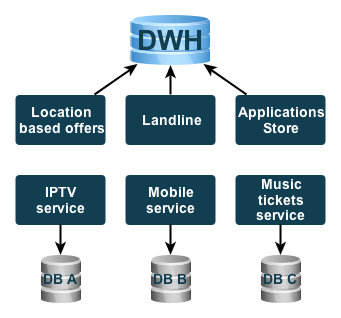 DWH
Location
based offers
Landline
Applications
Store
IPTV
service
Mobile
service
Music
tickets
service
DB A
DB B
DB C